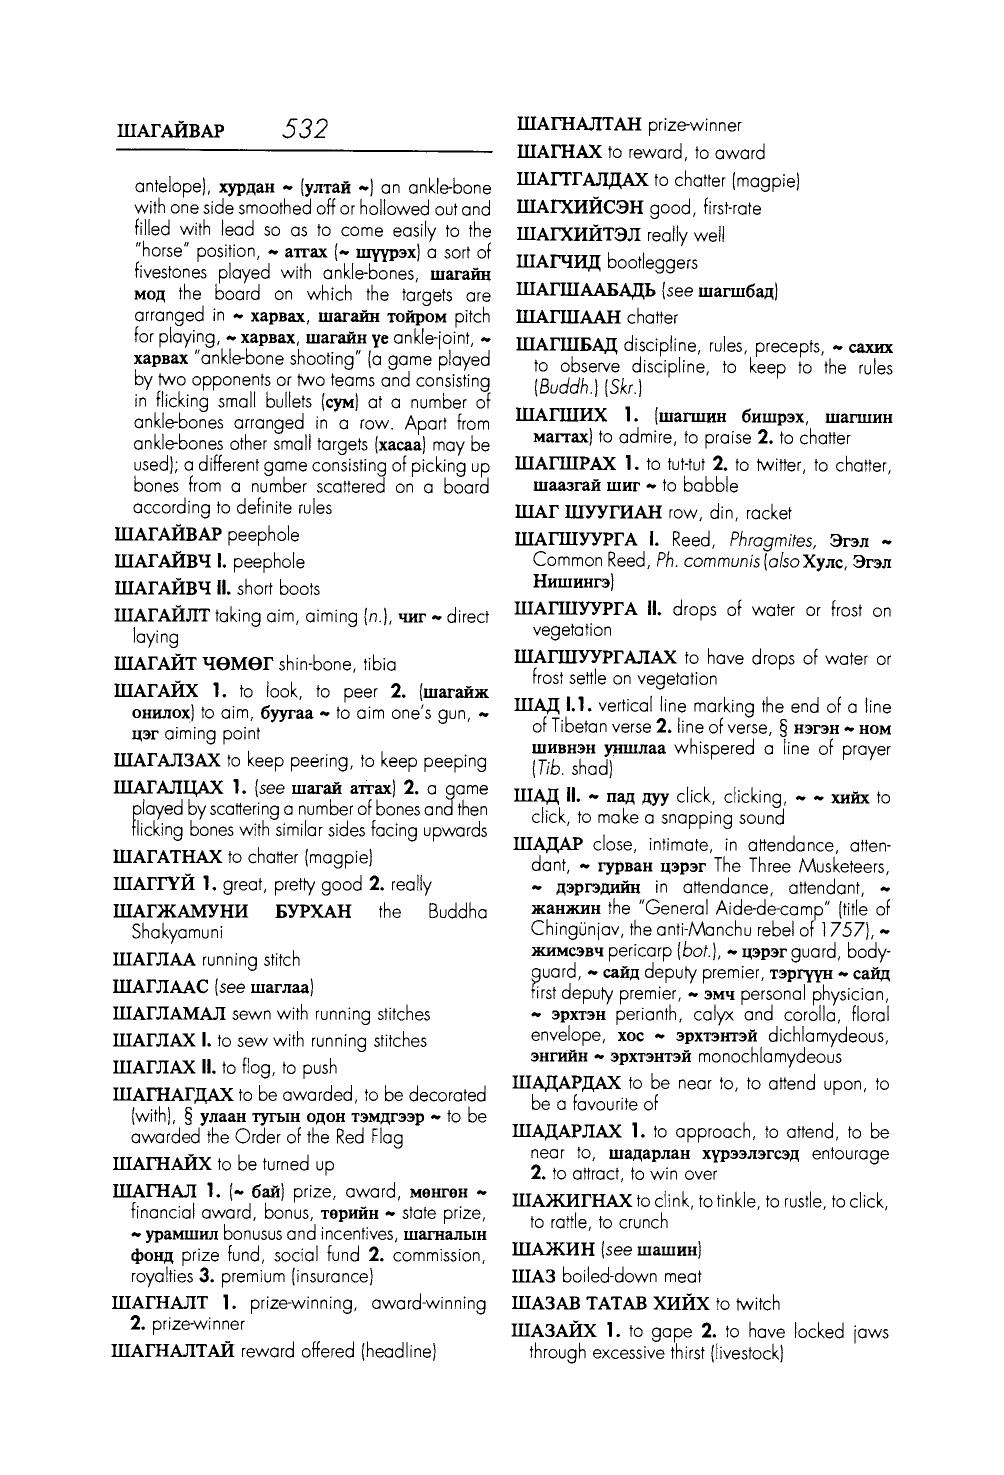 ШАГАЙВАР 532
antelope), хурдан ~ (ултай ~) an ankle-bone
with one side smoothed off or hollowed out and
filled with lead so as to come easily to the
"horse" position, ~ атгах (~ шүүрэх) a sort of
fivestones played with ankle-bones, шагайн
мод the board on which the targets are
arranged in ~ харвах, шагайн тойром pitch
for playing, ~ харвах, шагайн үе ankle-joint, ~
харвах "ankle-bone shooting" (a game played
by two opponents or two teams and consisting
in flicking small bullets (сум) at a number of
ankle-bones arranged in a row. Apart from
ankle-bones other small targets (хасаа) may be
used); a different game consisting of picking up
bones from a number scattered on a board
according to definite rules
ШАГАЙВАР peephole
ШАГАЙВЧ I. peephole
ШАГАЙВЧ II. short boots
ШАГАЙЛТ taking aim, aiming (n.), чиг ~ direct
laying
ШАГАЙТ ЧӨМӨГ shin-bone, tibia
ШАГАЙХ 1. to look, to peer 2. (шагайж
онилох) to aim, буугаа ~ to aim one's gun, ~
цэг aiming point
ШАГАЛЗАХ to keep peering, to keep peeping
ШАГАЛЦАХ 1. (see шагай атгах) 2. a game
played by scattering a number of bones and then
flicking bones with similar sides facing upwards
ШАГАТНАХ to chatter (magpie)
ШАГГҮЙ 1. great, pretty good 2. really
ШАГЖАМУНИ БУРХАН the Buddha
Shakyamuni
ШАГЛАА running stitch
ШАГЛААС (see шаглаа)
ШАГЛАМАЛ sewn with running stitches
ШАГЛАХ I. to sew with running stitches
ШАГЛАХ II. to flog, to push
ШАГНАГДАХ to be awarded, to be decorated
(with), § улаан тугын одон тэмдгээр ~ to be
awarded the Order of the Red Flag
ШАГНАЙХ to be turned up
ШАГНАЛ 1. (~ бай) prize, award, мөнгөн ~
financial award, bonus, төрийн ~ state prize,
~ урамшил bonusus and incentives, шагналын
фонд prize fund, social fund 2. commission,
royalties 3. premium (insurance)
ШАГНАЛТ 1. prize-winning, award-winning
2. prize-winner
ШАГНАЛТАЙ reward offered (headline)
ШАГНАЛТАН prize-winner
ШАГНАХ to reward, to award
ШАГТГАЛДАХ to chatter (magpie)
ШАГХИЙСЭН good, first-rate
ШАГХИЙТЭЛ really well
ШАГЧИД bootleggers
ШАГШААБАДЬ (see шагшбад)
ШАГШААН chatter
ШАГШБАД discipline, rules, precepts, ~ сахих
to observe discipline, to keep to the rules
(Buddh.) (Skr.)
ШАГШИХ 1. (шагшин бишрэх, шагшин
магтах) to admire, to praise 2. to chatter
ШАГШРАХ 1. to tut-tut 2. to twitter, to chatter,
шаазгай шиг ~ to babble
ШАГ ШУУГИАН row, din, racket
ШАГШУУРГА I. Reed, Phragmites, Эгэл ~
Common Reed, Ph. communis (also Хулс, Эгэл
Нишингэ)
ШАГШУУРГА II. drops of water or frost on
vegetation
ШАГШУУРГАЛАХ to have drops of water or
frost settle on vegetation
ШАД I.1. vertical line marking the end of a line
of Tibetan verse 2. line of verse, § нэгэн ~ ном
шивнэн уншлаа whispered a line of prayer
(Tib. shad)
ШАД II. ~ пад дуу click, clicking, ~ ~ хийх to
click, to make a snapping sound
ШАДАР close, intimate, in attendance, atten-
dant, ~ гурван цэрэг The Three Musketeers,
~ дэргэдийн in attendance, attendant, ~
жанжин the "General Aide-de-camp" (title of
Chingünjav, the anti-Manchu rebel of 1757), ~
жимсэвч pericarp (bot.), ~ цэрэг guard, body-
guard, ~ сайд deputy premier, тэргүүн ~ сайд
first deputy premier, ~ эмч personal physician,
~ эрхтэн perianth, calyx and corolla, floral
envelope, хос ~ эрхтэнтэй dichlamydeous,
энгийн ~ эрхтэнтэй monochlamydeous
ШАДАРДАХ to be near to, to attend upon, to
be a favourite of
ШАДАРЛАХ 1. to approach, to attend, to be
near to, шадарлан хүрээлэгсэд entourage
2. to attract, to win over
ШАЖИГНАХ to clink, to tinkle, to rustle, to click,
to rattle, to crunch
ШАЖИН (see шашин)
ШАЗ boiled-down meat
ШАЗАВ ТАТАВ ХИЙХ to twitch
ШАЗАЙХ 1. to gape 2. to have locked jaws
through excessive thirst (livestock)